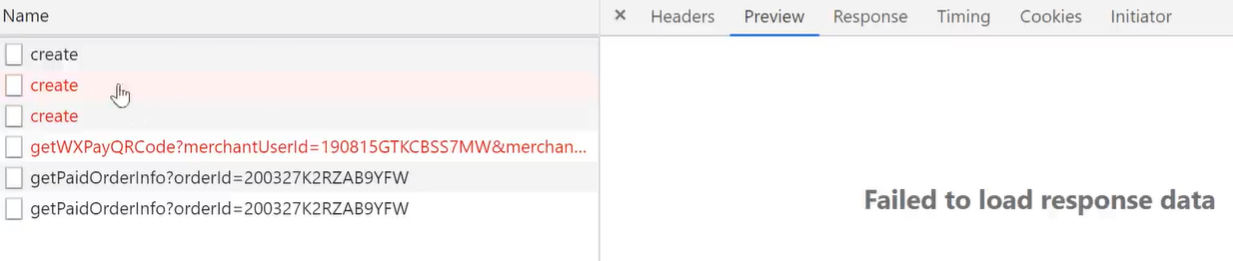 Name
× Headers Preview Response Timing Cookies Initiator
create
create
create
getWXPayQRCode?merchantUserId=190815GTKCBSS7MW&merchan...
getPaidOrderInfo?orderId=200327K2RZAB9YFW
getPaidOrderInfo?orderId=200327K2RZAB9YFW
Failed to load response data